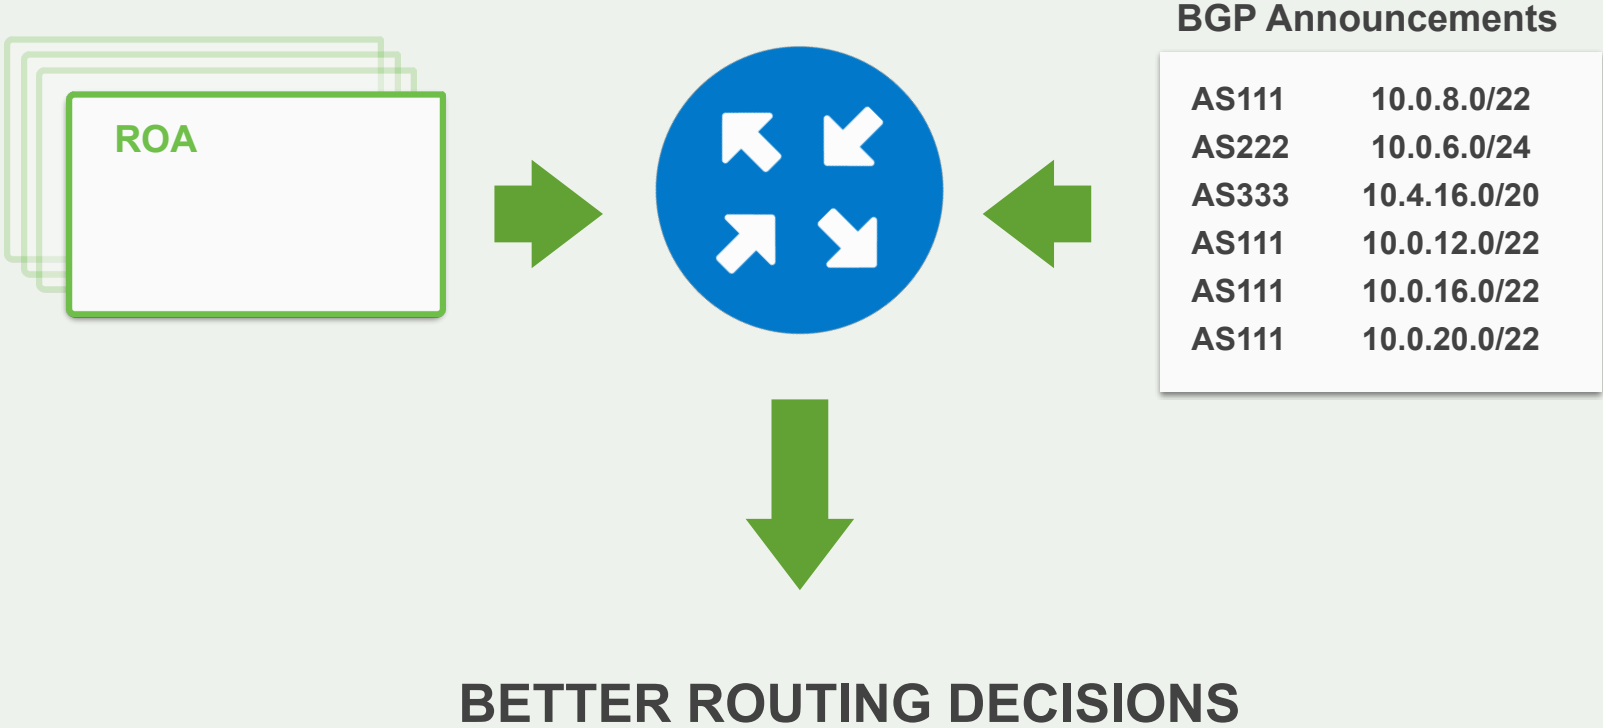 BGP Announcements
ROA
AS111 10.0.8.0/22
AS222 10.0.6.0/24
AS333 10.4.16.0/20
AS111 10.0.12.0/22
AS111 10.0.16.0/22
AS111 10.0.20.0/22
BETTER ROUTING DECISIONS